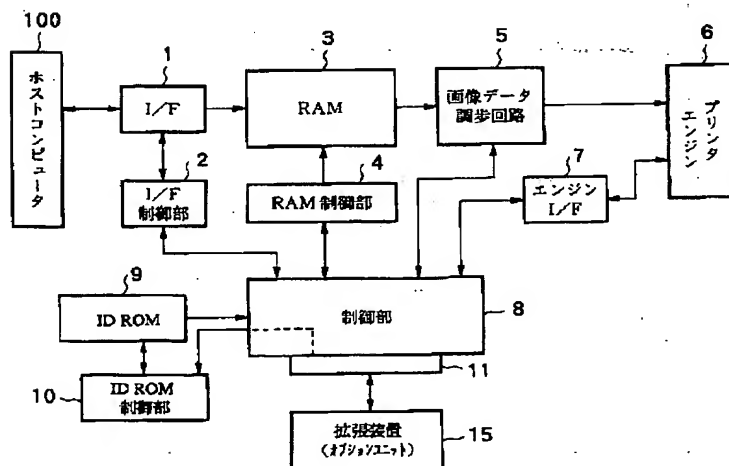 100
ホストコンピュータ
1
I/F
2
I/F
制御部
3
RAM
4
RAM 制御部
5
画像データ
調歩回路
6
プリンタ
エンジン
7
エンジン
I/F
8
制御部
9
ID ROM
10
ID ROM
制御部
11
拡張装置
(オプションユニット)
15